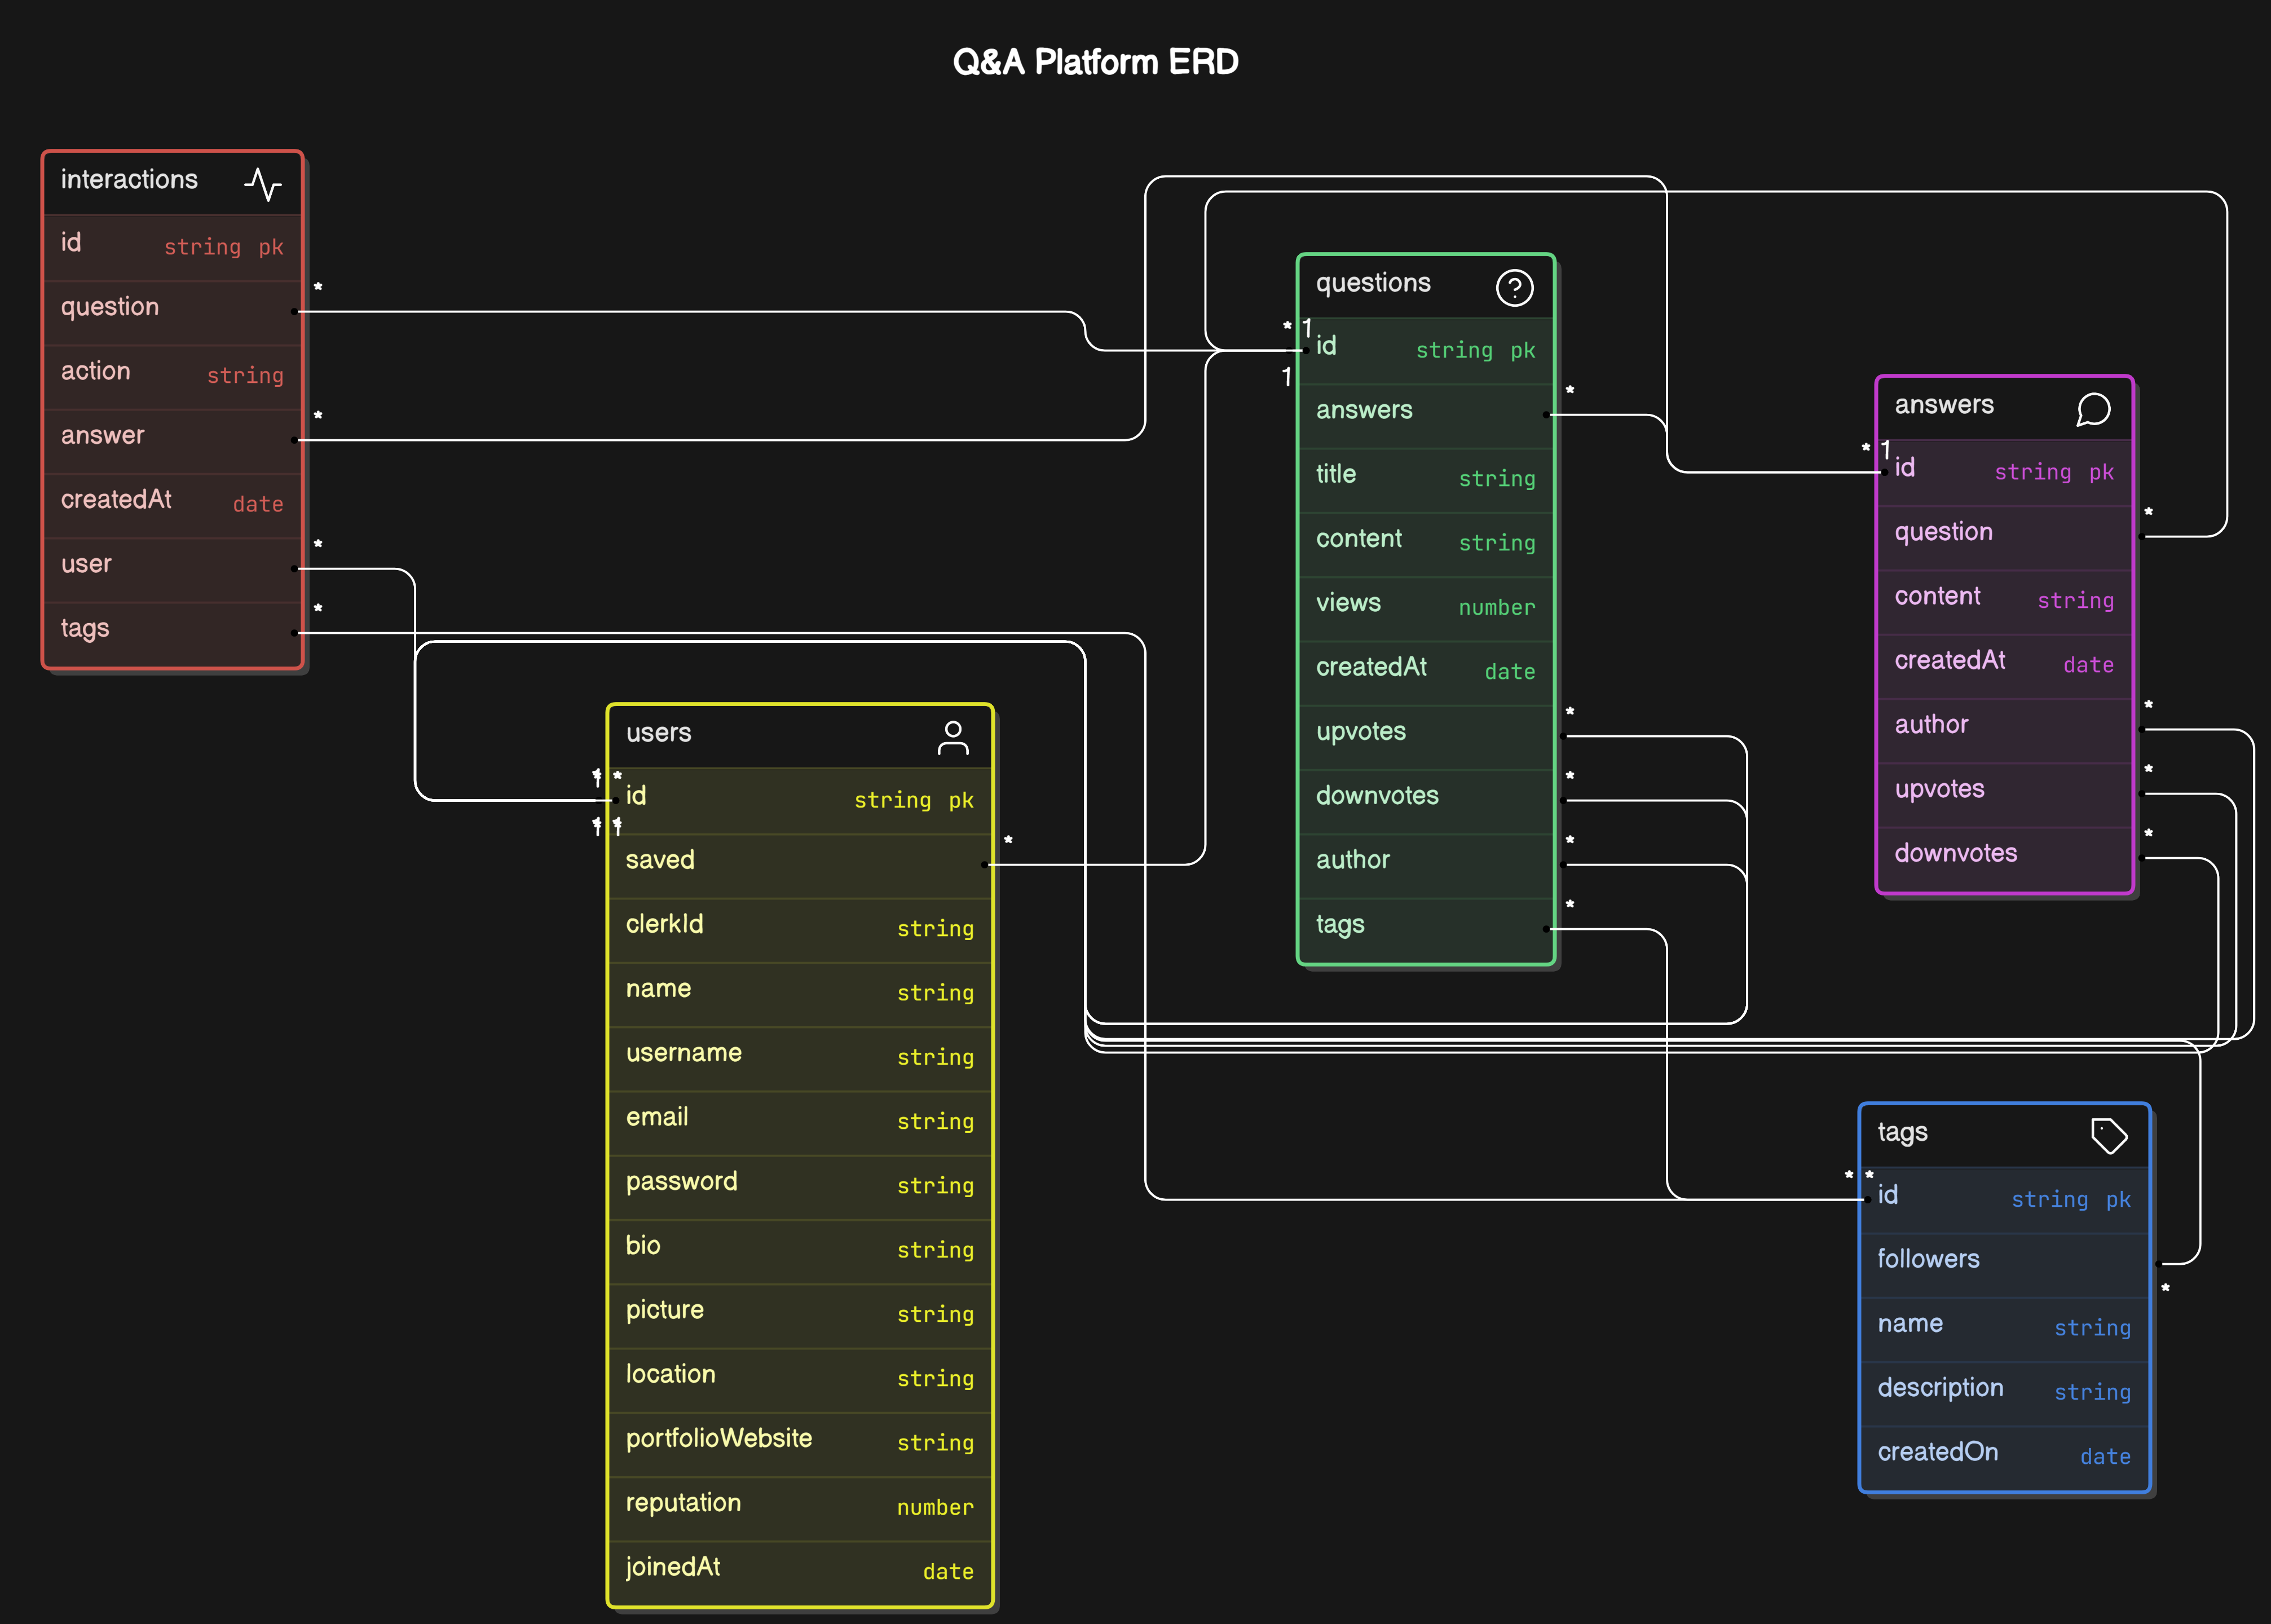 Q&A Platform ERD
interactions
id string pk
question
action string
answer
createdAt date
user
tags
*
*
*
*
questions
* 1
1
id string pk
answers
title string
content string
views number
createdAt date
upvotes
downvotes
author
tags
*
*
*
*
*
answers
* 1
id string pk
question
content string
createdAt date
author
upvotes
downvotes
*
*
*
*
users
id string pk
saved
clerkId string
name string
username string
email string
password string
bio string
picture string
location string
portfolioWebsite string
reputation number
joinedAt date
*
tags
* *
id string pk
followers
name string
description string
createdOn date
*